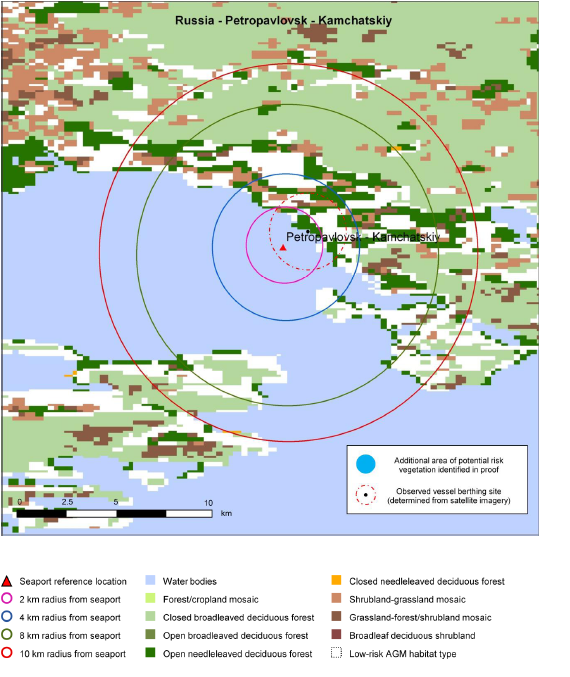 Russia - Petropavlovsk - Kamchatskiy
Petropavlovsk - Kamchatskiy
Additional area of potential risk
vegetation identified in proof
Observed vessel berthing site
(determined from satellite imagery)
0 2.5 5 10
km
Seaport reference location
2 km radius from seaport
4 km radius from seaport
8 km radius from seaport
10 km radius from seaport
Water bodies
Forest/cropland mosaic
Closed broadleaved deciduous forest
Open broadleaved deciduous forest
Open needleleaved deciduous forest
Closed needleleaved deciduous forest
Shrubland-grassland mosaic
Grassland-forest/shrubland mosaic
Broadleaf deciduous shrubland
Low-risk AGM habitat type